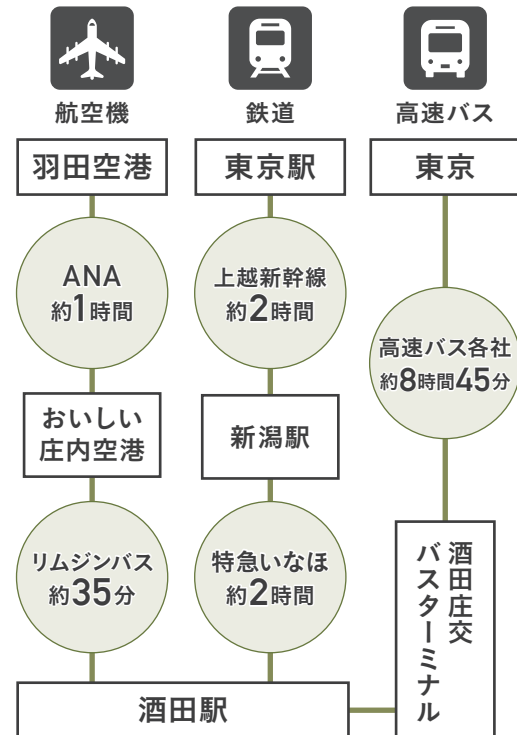 航空機
羽田空港
ANA
約1時間
おいしい
庄内空港
リムジンバス
約35分
鉄道
東京駅
上越新幹線
約2時間
新潟駅
特急いなほ
約2時間
酒田駅
高速バス
東京
高速バス各社
約8時間45分
酒田庄交
バスターミナル